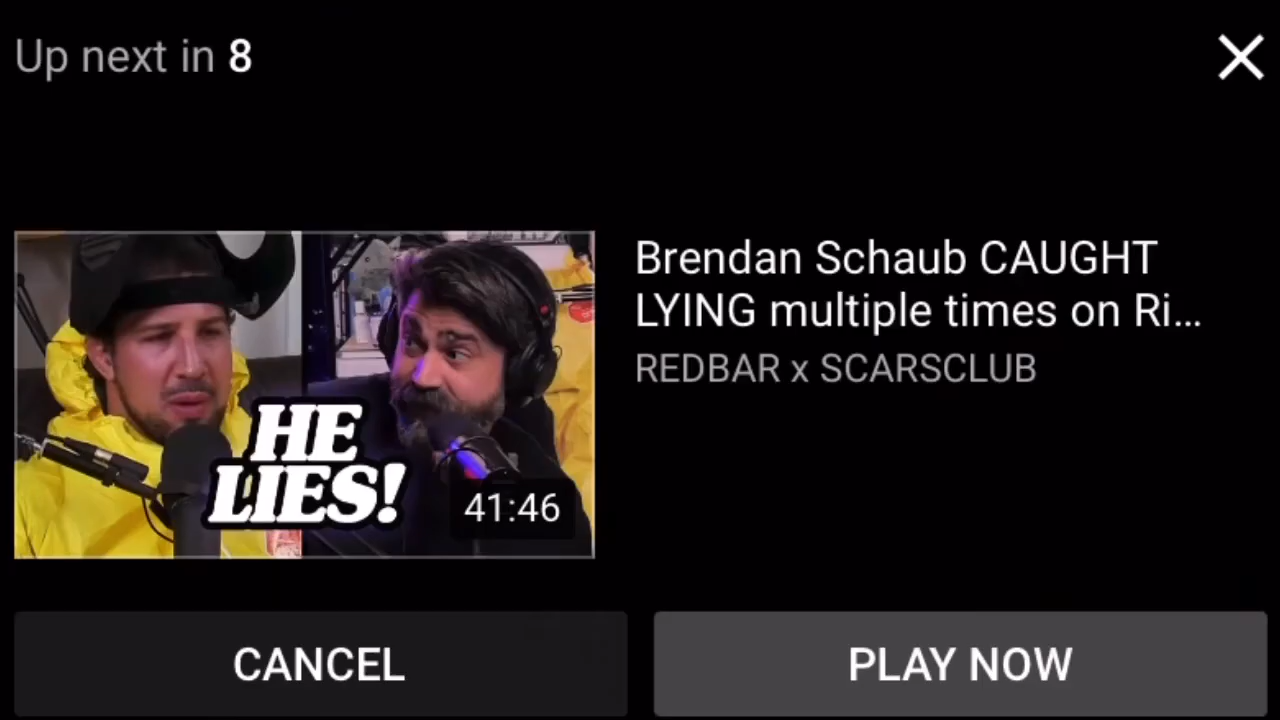 Up next in 8
Brendan Schaub CAUGHT
LYING multiple times on Ri...
REDBAR x SCARSCLUB
HE
LIES!
41:46
CANCEL
PLAY NOW